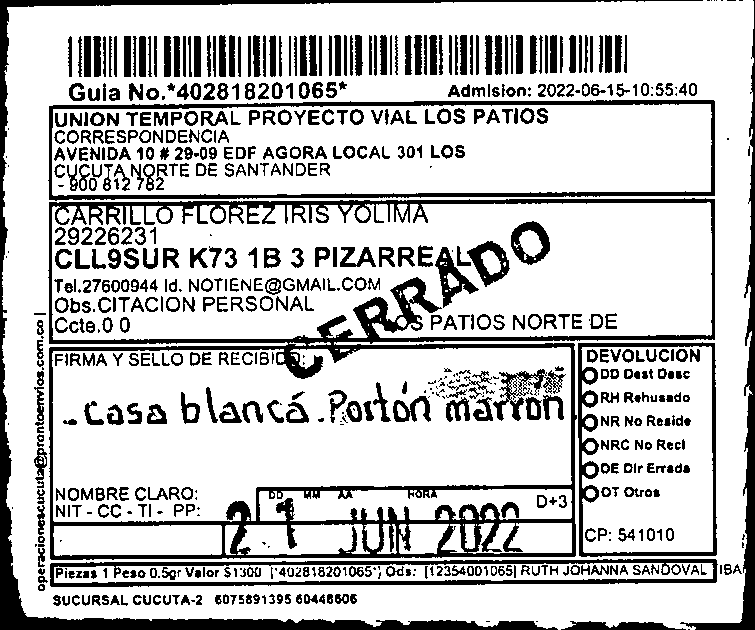 Guia No.*402818201065*
Admision: 2022-06-15-10:55:40
UNION TEMPORAL PROYECTO VIAL LOS PATIOS
CORRESPONDENCIA
AVENIDA 10 # 29-09 EDF AGORA LOCAL 301 LOS
CUCUTA NORTE DE SANTANDER
- 900 812 782
CARRILLO FLOREZ IRIS YOLIMA
29226231
CLL9SUR K73 1B 3 PIZARREAL
Tel.27600944 Id. NOTIENE@GMAIL.COM
Obs.CITACION PERSONAL
Ccte.0 0
LOS PATIOS NORTE DE
CERRADO
FIRMA Y SELLO DE RECIBIDO:
- Casa blancá. Portón marron
NOMBRE CLARO:
NIT - CC - TI - PP:
DD MM AA HORA
D+3
21 JUN 2022
DEVOLUCION
DD Dest Desc
RH Rehusado
NR No Reside
NRC No Recl
DE Dir Errada
OT Otros
CP: 541010
operacionescucuta@prontoenvios.com.co |
Piezas 1 Peso 0.5gr Valor $1300 (*402818201065*) Ods: [12354001065] RUTH JOHANNA SANDOVAL TIBA
SUCURSAL CUCUTA-2 6075891395 60448606